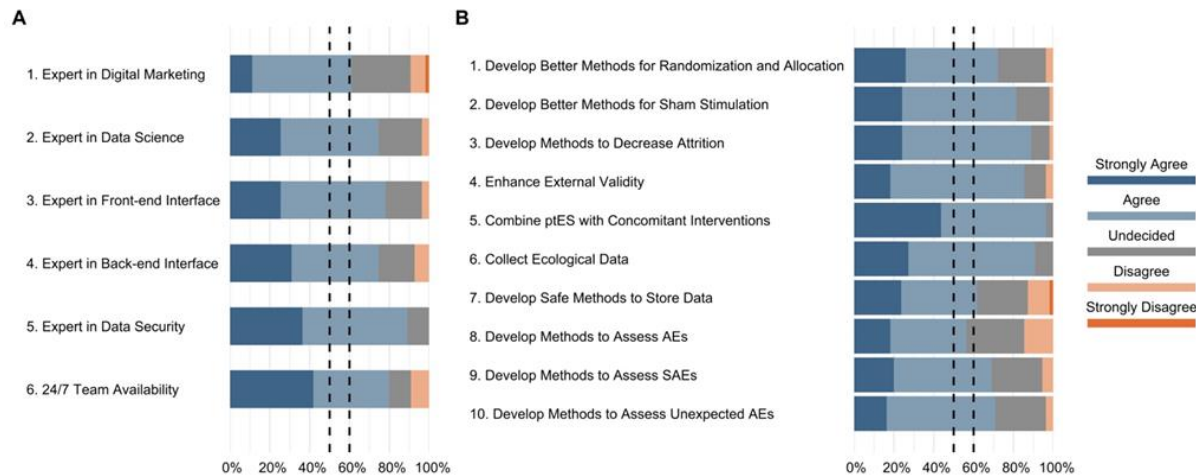 A
1. Expert in Digital Marketing
2. Expert in Data Science
3. Expert in Front-end Interface
4. Expert in Back-end Interface
5. Expert in Data Security
6. 24/7 Team Availability
0% 20% 40% 60% 80% 100%
B
1. Develop Better Methods for Randomization and Allocation
2. Develop Better Methods for Sham Stimulation
3. Develop Methods to Decrease Attrition
4. Enhance External Validity
5. Combine ptES with Concomitant Interventions
6. Collect Ecological Data
7. Develop Safe Methods to Store Data
8. Develop Methods to Assess AEs
9. Develop Methods to Assess SAEs
10. Develop Methods to Assess Unexpected AEs
0% 20% 40% 60% 80% 100%
Strongly Agree
Agree
Undecided
Disagree
Strongly Disagree